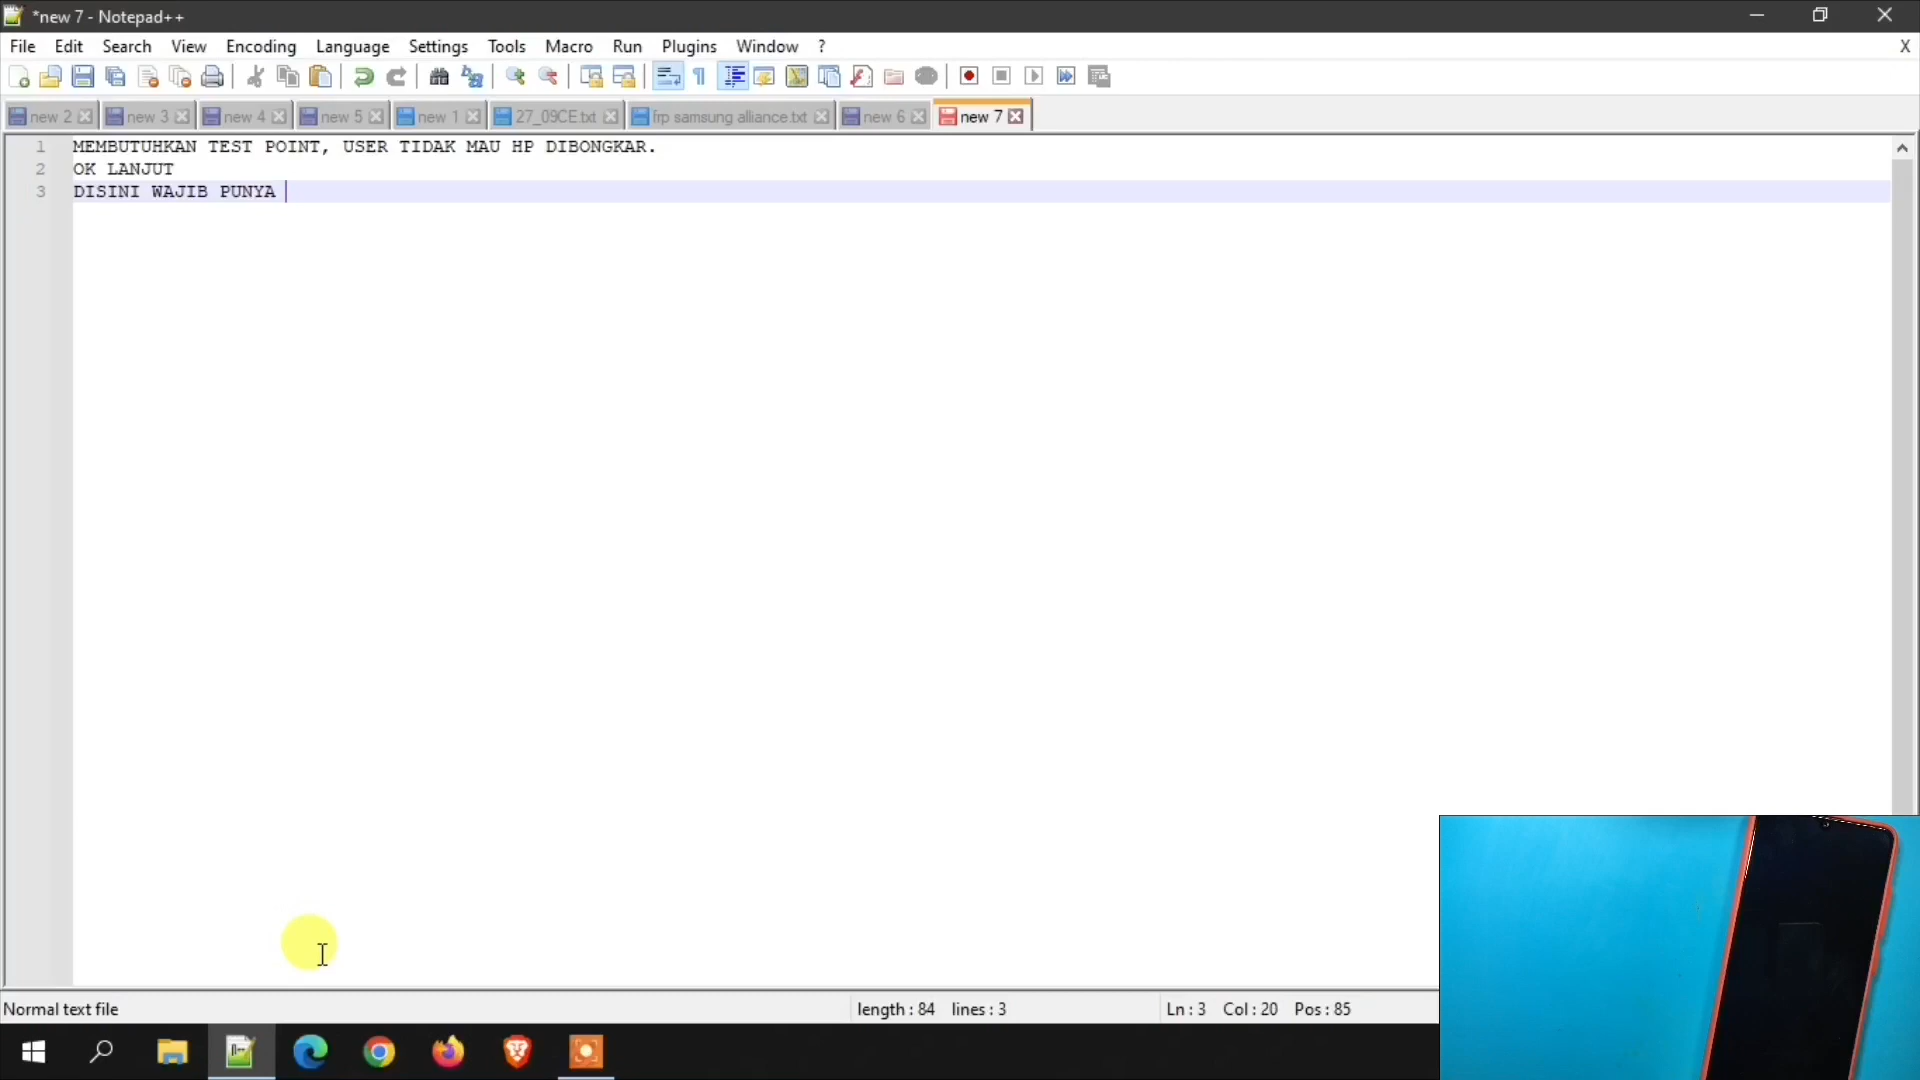 *new 7 - Notepad++
File Edit Search View Encoding Language Settings Tools Macro Run Plugins Window ? X
new 2 new 3 new 4 new 5 new 1 27_09CE.txt frp samsung alliance.txt new 6 new 7
1 MEMBUTUHKAN TEST POINT, USER TIDAK MAU HP DIBONGKAR.
2 OK LANJUT
3 DISINI WAJIB PUNYA
Normal text file length : 84 lines : 3 Ln : 3 Col : 20 Pos : 85